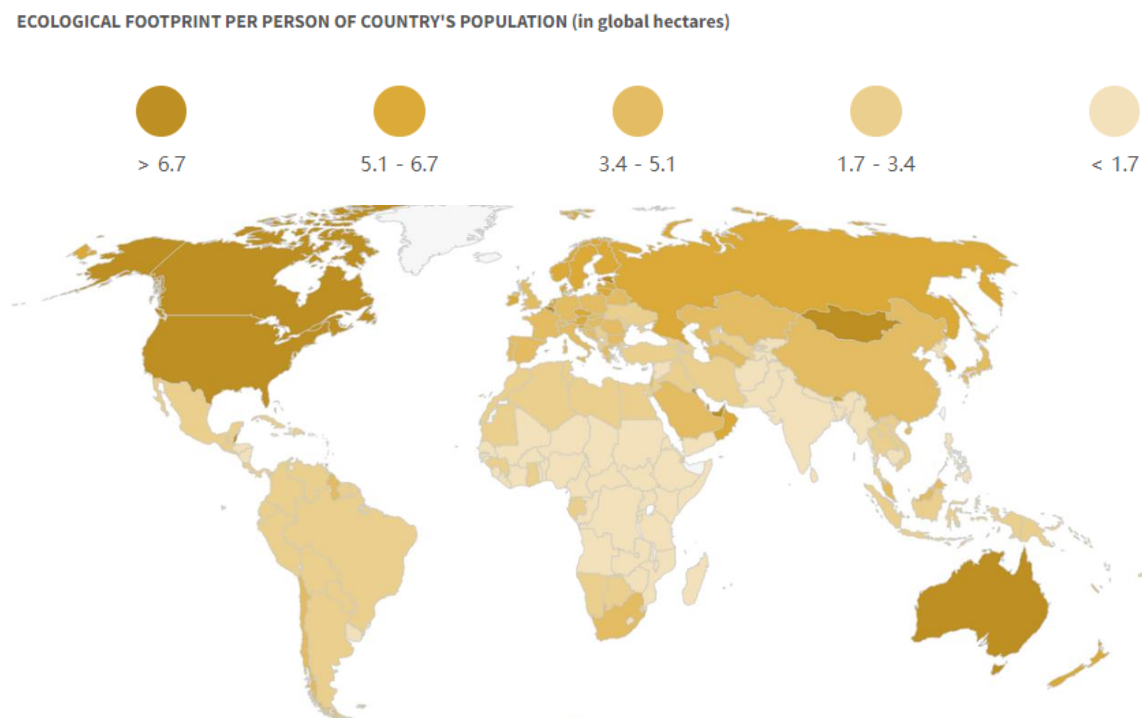 ECOLOGICAL FOOTPRINT PER PERSON OF COUNTRY'S POPULATION (in global hectares)
> 6.7 5.1 - 6.7 3.4 - 5.1 1.7 - 3.4 < 1.7